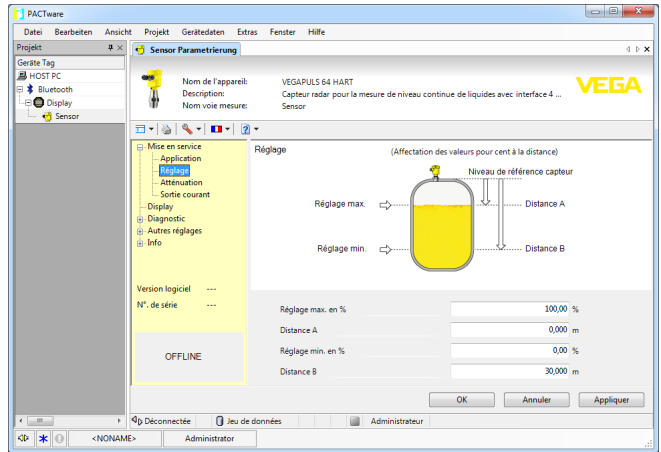 PACTware
Datei Bearbeiten Ansicht Projekt Gerätedaten Extras Fenster Hilfe
Projekt
Geräte Tag
HOST PC
Bluetooth
Display
Sensor
Sensor Parametrierung
Nom de l'appareil: VEGAPULS 64 HART
Description: Capteur radar pour la mesure de niveau continue de liquides avec interface 4 ...
Nom voie mesure: Sensor
VEGA
Mise en service
Application
Réglage
Atténuation
Sortie courant
Display
Diagnostic
Autres réglages
Info
Version logiciel ---
N°. de série ---
OFFLINE
Réglage
(Affectation des valeurs pour cent à la distance)
Niveau de référence capteur
Réglage max. Distance A
Réglage min. Distance B
Réglage max. en % 100,00 %
Distance A 0,000 m
Réglage min. en % 0,00 %
Distance B 30,000 m
OK Annuler Appliquer
Déconnectée Jeu de données Administrateur
<NONAME> Administrator